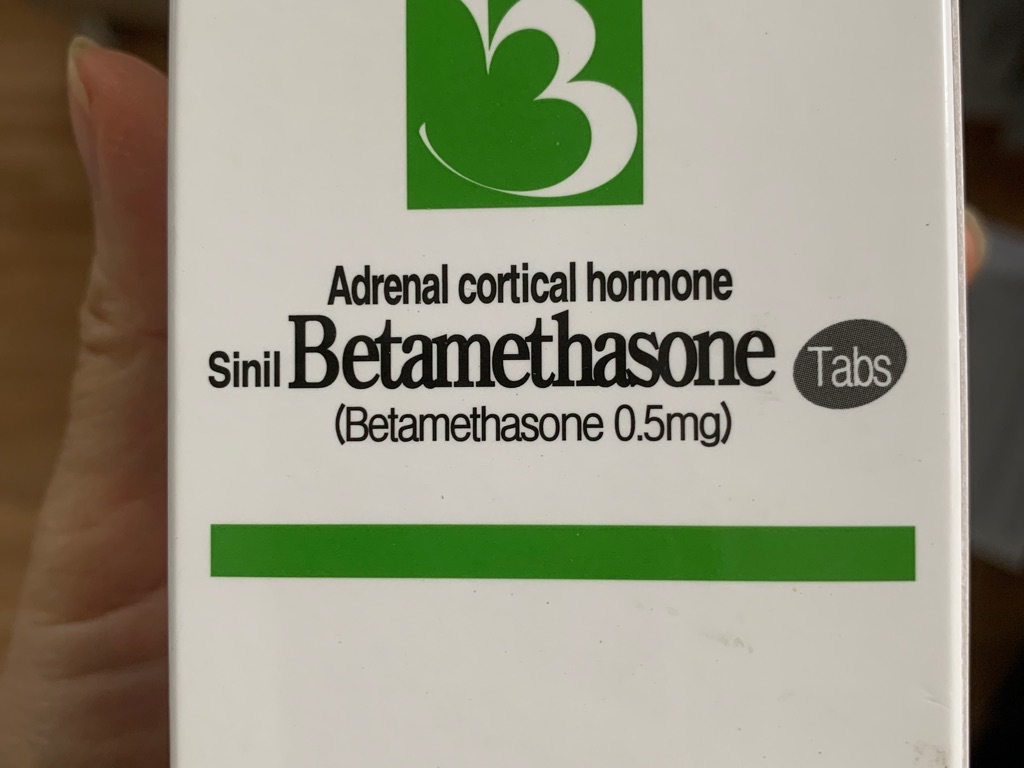 Adrenal cortical hormone
Sinil Betamethasone Tabs
(Betamethasone 0.5mg)